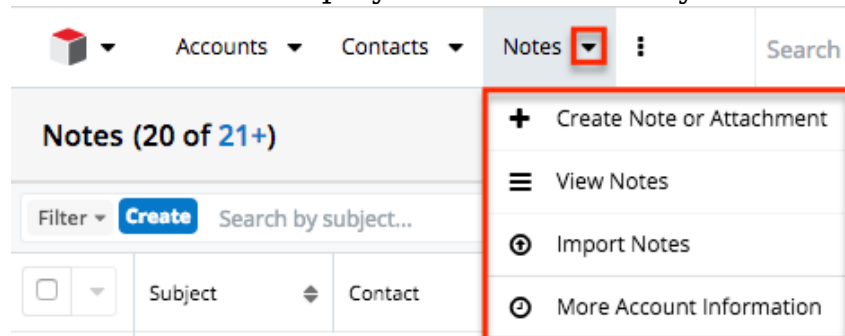 Accounts Contacts Notes Search
Notes (20 of 21+)
Create Note or Attachment
View Notes
Filter Create Search by subject...
Import Notes
Subject Contact
More Account Information